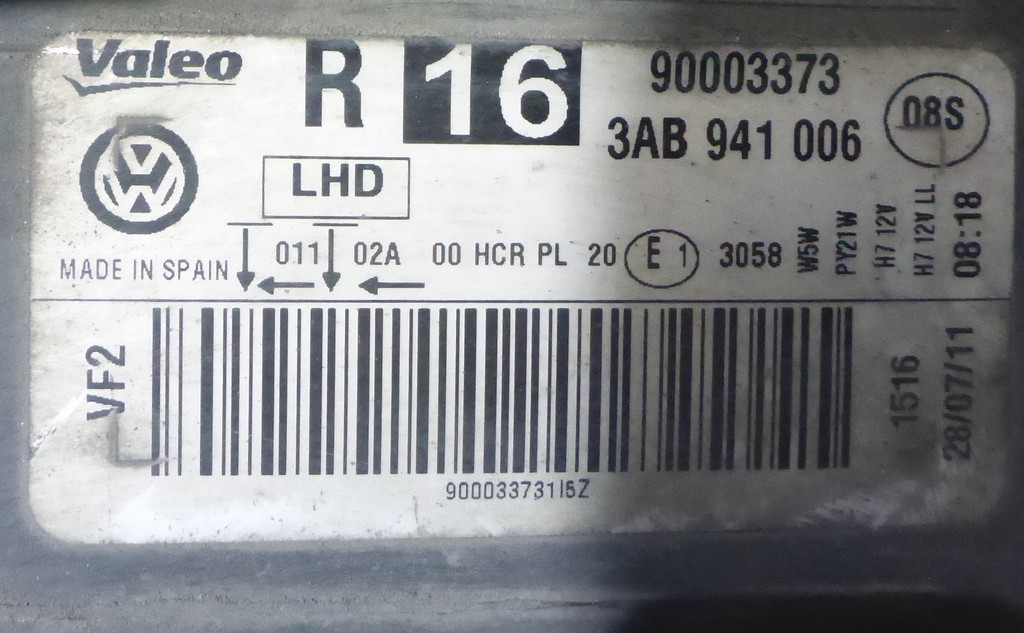 Valeo R 16 90003373
3AB 941 006 08S
LHD
MADE IN SPAIN 011 02A 00 HCR PL 20 E 1 3058
W5W
PY21W
H7 12V
H7 12V LL
08:18
VF2
1516
28/07/11
90003373115Z